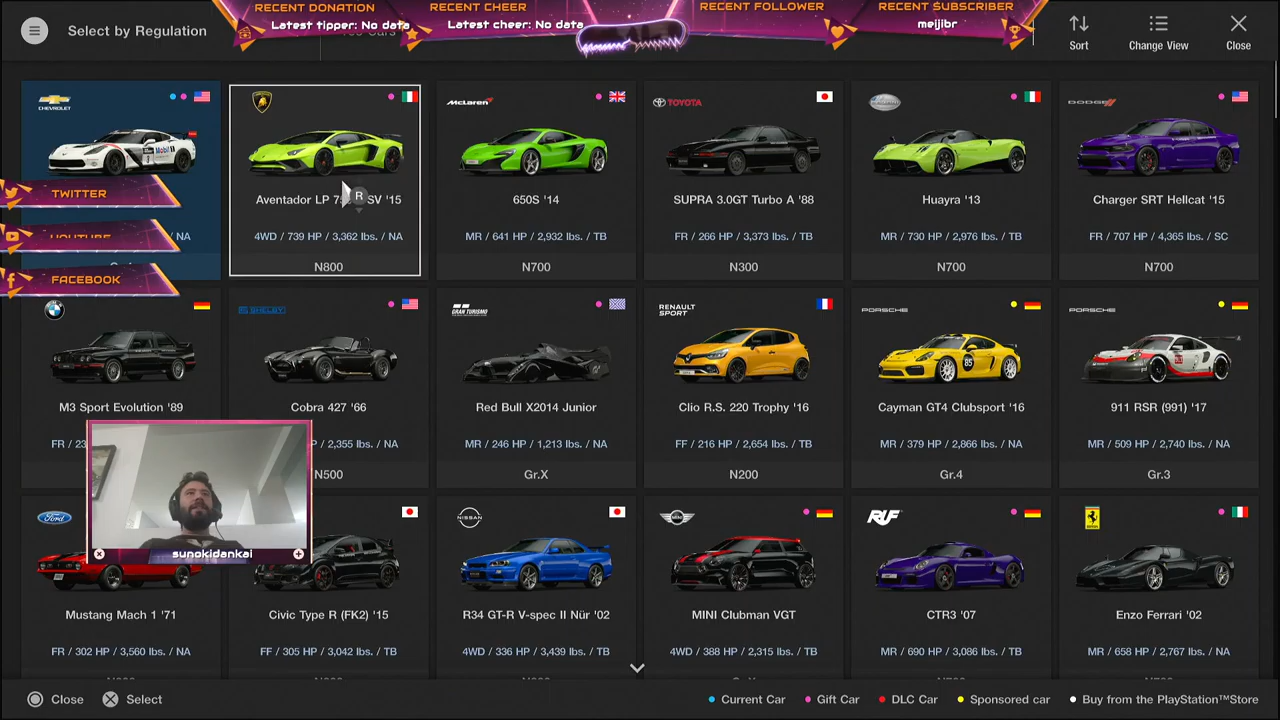 RECENT DONATION
Latest tipper: No data
RECENT CHEER
Latest cheer: No data
RECENT FOLLOWER
RECENT SUBSCRIBER
meijibr
Select by Regulation
Cars
Sort
Change View
Close
CHEVROLET
McLaren
TOYOTA
DODGE
Mobil 1
R
TWITTER
YOUTUBE
FACEBOOK
Aventador LP 75 SV '15
650S '14
SUPRA 3.0GT Turbo A '88
Huayra '13
Charger SRT Hellcat '15
/ NA
4WD / 739 HP / 3,362 lbs. / NA
MR / 641 HP / 2,932 lbs. / TB
FR / 266 HP / 3,373 lbs. / TB
MR / 730 HP / 2,976 lbs. / TB
FR / 707 HP / 4,365 lbs. / SC
N800
N700
N300
N700
N700
SHELBY
GRAN TURISMO
RENAULT SPORT
PORSCHE
PORSCHE
85
M3 Sport Evolution '89
Cobra 427 '66
Red Bull X2014 Junior
Clio R.S. 220 Trophy '16
Cayman GT4 Clubsport '16
911 RSR (991) '17
FR / 23
P / 2,355 lbs. / NA
MR / 246 HP / 1,213 lbs. / NA
FF / 216 HP / 2,654 lbs. / TB
MR / 379 HP / 2,866 lbs. / NA
MR / 509 HP / 2,740 lbs. / NA
N500
Gr.X
N200
Gr.4
Gr.3
Ford
NISSAN
MINI
RUF
Ferrari
sunokidankai
Mustang Mach 1 '71
Civic Type R (FK2) '15
R34 GT-R V-spec II Nür '02
MINI Clubman VGT
CTR3 '07
Enzo Ferrari '02
FR / 302 HP / 3,560 lbs. / NA
FF / 305 HP / 3,042 lbs. / TB
4WD / 336 HP / 3,439 lbs. / TB
4WD / 388 HP / 2,315 lbs. / TB
MR / 690 HP / 3,086 lbs. / TB
MR / 658 HP / 2,767 lbs. / NA
Close
Select
Current Car
Gift Car
DLC Car
Sponsored car
Buy from the PlayStation™Store